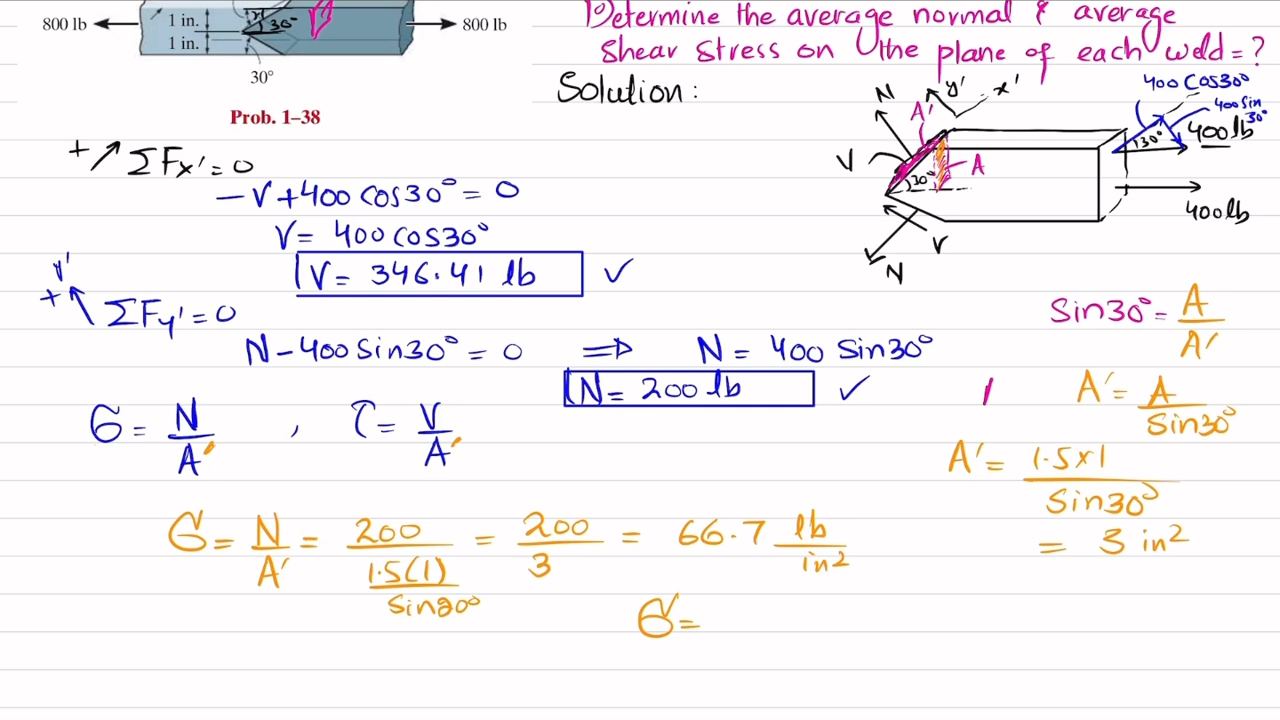 Determine the average normal & average
shear stress on the plane of each weld = ?
1 in.
30°
800 lb
800 lb
1 in.
30°
Prob. 1–38
Solution:
N
y'
x'
A'
400 Cos30°
400 Sin
30°
30°
400 lb
V
30°
A
400 lb
V
N
+ ΣFx' = 0
-V + 400 Cos30° = 0
V = 400 Cos30°
V = 346.41 lb ✓
y'
+ ΣFy' = 0
N - 400 Sin30° = 0 ⇒ N = 400 Sin30°
N = 200 lb ✓
Sin30° = A / A'
A' = A / Sin30°
A' = 1.5 x 1 / Sin30°
= 3 in²
σ = N / A' , τ = V / A'
σ = N / A' = 200 / (1.5(1) / Sin30°) = 200 / 3 = 66.7 lb / in²
σ =